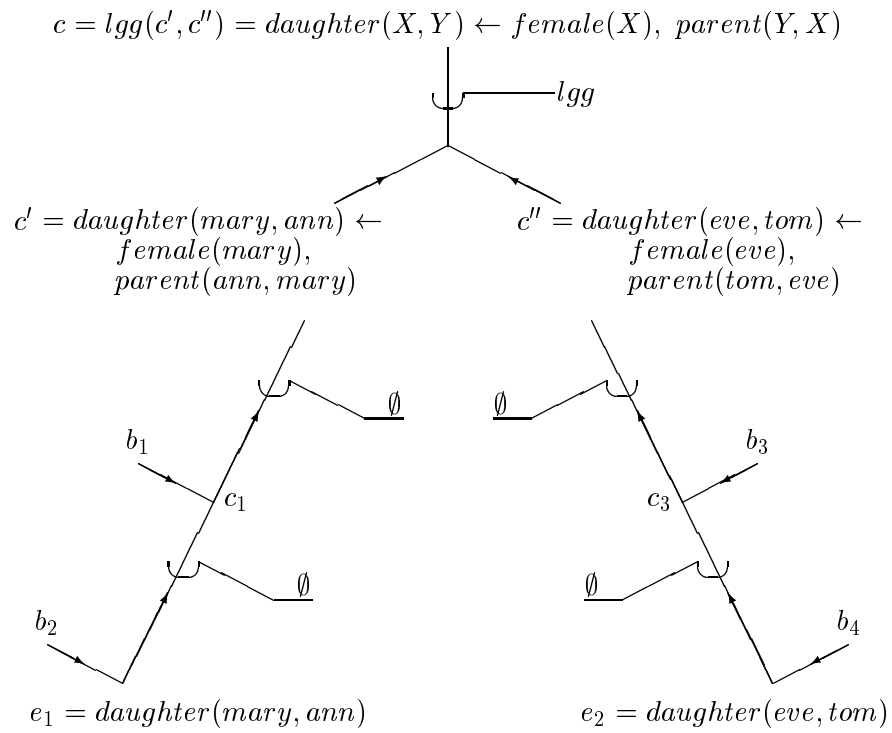 c = lgg(c′, c″) = daughter(X, Y) ← female(X), parent(Y, X)
lgg
c′ = daughter(mary, ann) ←
female(mary),
parent(ann, mary)
c″ = daughter(eve, tom) ←
female(eve),
parent(tom, eve)
∅
∅
b₁
b₃
c₁
c₃
∅
∅
b₂
b₄
e₁ = daughter(mary, ann)
e₂ = daughter(eve, tom)